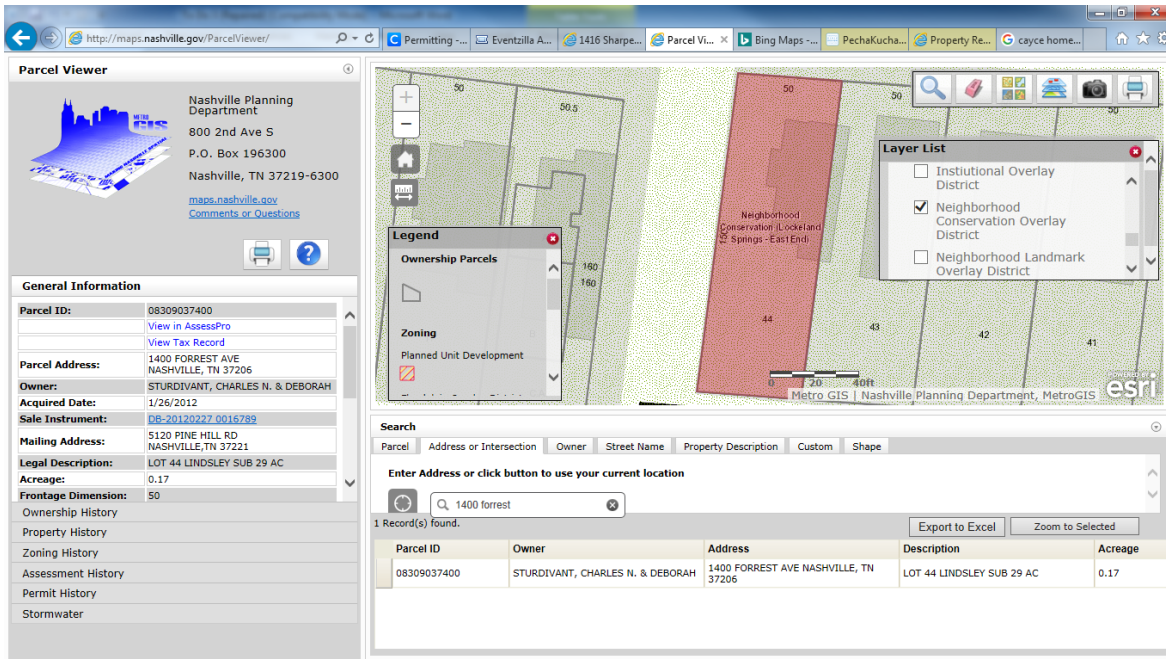 http://maps.nashville.gov/ParcelViewer/
Permitting -...
Eventzilla A...
1416 Sharpe...
Parcel Vi...
Bing Maps -...
PechaKucha...
Property Re...
cayce home...
Parcel Viewer
METRO
GIS
Nashville Planning
Department
800 2nd Ave S
P.O. Box 196300
Nashville, TN 37219-6300
maps.nashville.gov
Comments or Questions
General Information
Parcel ID: 08309037400
View in AssessPro
View Tax Record
Parcel Address: 1400 FORREST AVE
NASHVILLE, TN 37206
Owner: STURDIVANT, CHARLES N. & DEBORAH
Acquired Date: 1/26/2012
Sale Instrument: DB-20120227 0016789
Mailing Address: 5120 PINE HILL RD
NASHVILLE,TN 37221
Legal Description: LOT 44 LINDSLEY SUB 29 AC
Acreage: 0.17
Frontage Dimension: 50
Ownership History
Property History
Zoning History
Assessment History
Permit History
Stormwater
50
50.5
50
50
50
+
−
Legend
Ownership Parcels
Zoning
Planned Unit Development
160
160
Neighborhood
Conservation (Lockeland
Springs - East End)
150
44
43
42
41
Layer List
Instiutional Overlay
District
Neighborhood
Conservation Overlay
District
Neighborhood Landmark
Overlay District
0 20 40ft
Metro GIS | Nashville Planning Department, MetroGIS
POWERED BY
esri
Search
Parcel Address or Intersection Owner Street Name Property Description Custom Shape
Enter Address or click button to use your current location
1400 forrest
1 Record(s) found.
Export to Excel Zoom to Selected
Parcel ID Owner Address Description Acreage
08309037400 STURDIVANT, CHARLES N. & DEBORAH 1400 FORREST AVE NASHVILLE, TN
37206 LOT 44 LINDSLEY SUB 29 AC 0.17